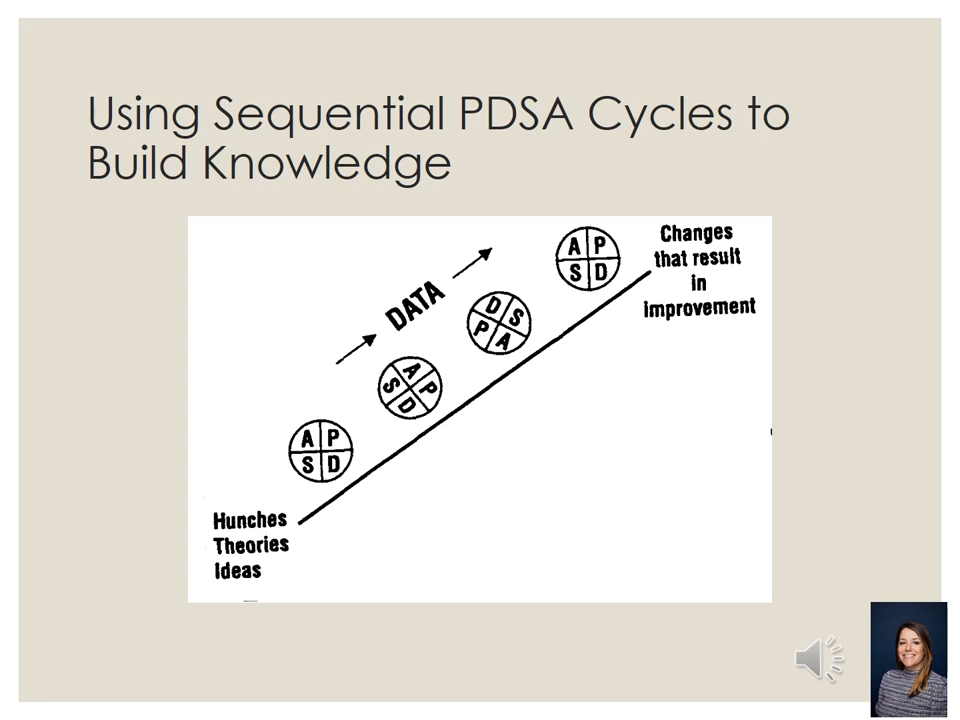 Using Sequential PDSA Cycles to
Build Knowledge
Changes
that result
in
improvement
DATA
A P
S D
D S
P A
A P
S D
A P
S D
Hunches
Theories
Ideas